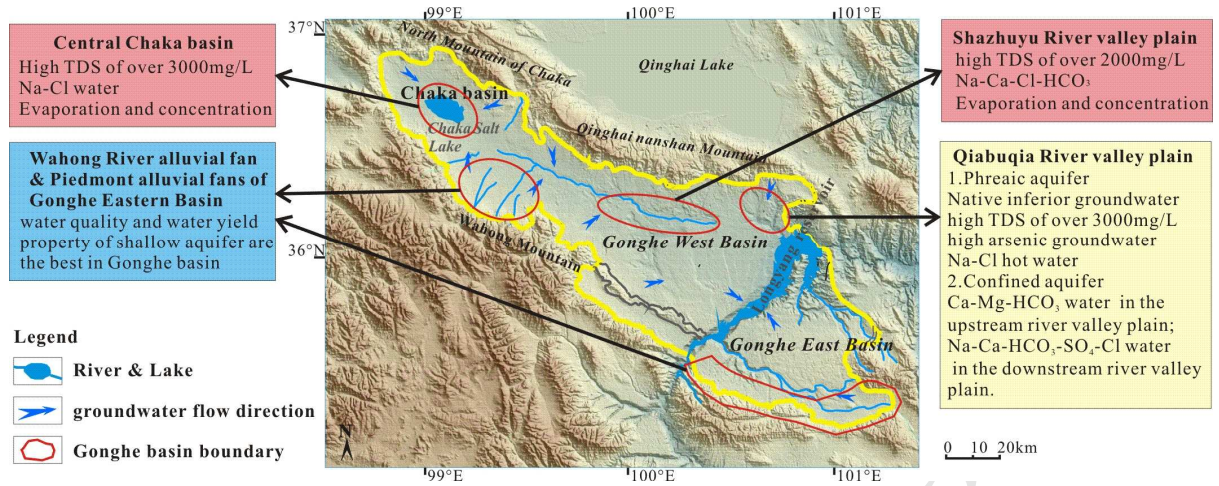 99°E
100°E
101°E
37°N
36°N
Central Chaka basin
High TDS of over 3000mg/L
Na-Cl water
Evaporation and concentration
Wahong River alluvial fan
& Piedmont alluvial fans of
Gonghe Eastern Basin
water quality and water yield
property of shallow aquifer are
the best in Gonghe basin
Legend
River & Lake
groundwater flow direction
Gonghe basin boundary
North Mountain of Chaka
Qinghai Lake
Chaka basin
Chaka Salt
Lake
Qinghai nanshan Mountain
Wahong Mountain
Gonghe West Basin
Longyang
oir
Gonghe East Basin
N
99°E
100°E
101°E
Shazhuyu River valley plain
high TDS of over 2000mg/L
Na-Ca-Cl-HCO₃
Evaporation and concentration
Qiabuqia River valley plain
1.Phreaic aquifer
Native inferior groundwater
high TDS of over 3000mg/L
high arsenic groundwater
Na-Cl hot water
2.Confined aquifer
Ca-Mg-HCO₃ water in the
upstream river valley plain;
Na-Ca-HCO₃-SO₄-Cl water
in the downstream river valley
plain.
0 10 20km